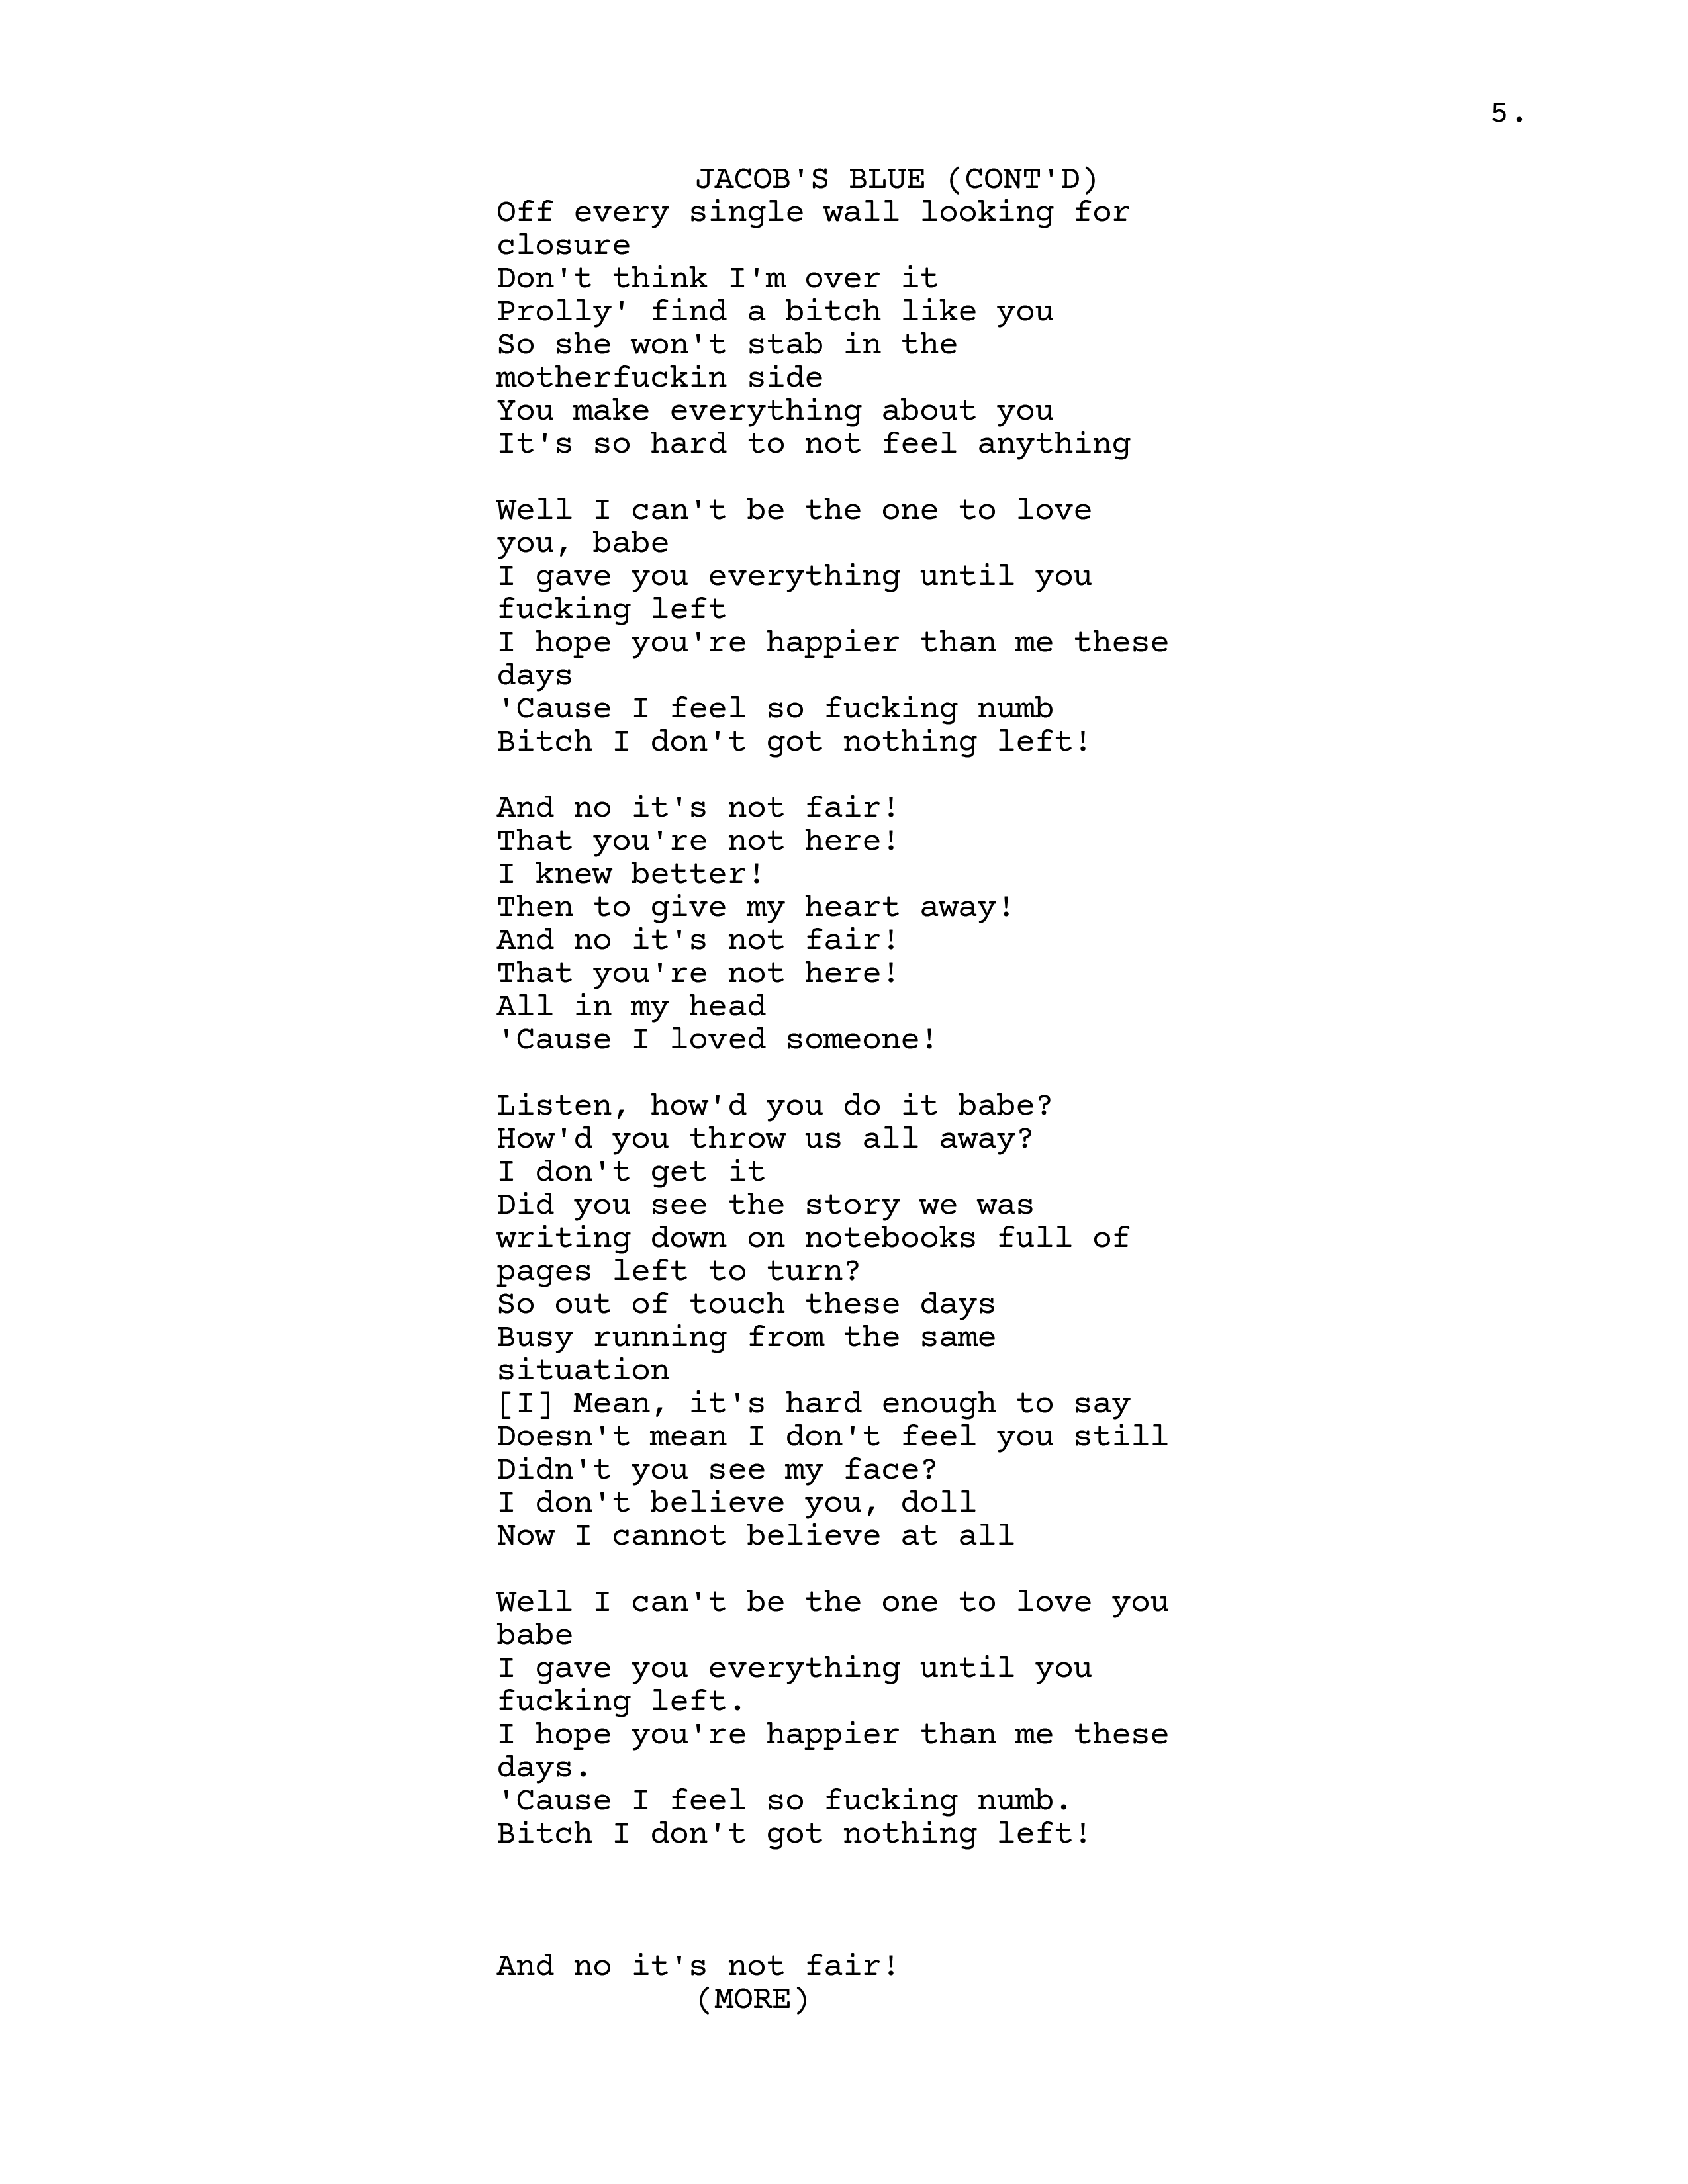 5.
JACOB'S BLUE (CONT'D)
Off every single wall looking for
closure
Don't think I'm over it
Prolly' find a bitch like you
So she won't stab in the
motherfuckin side
You make everything about you
It's so hard to not feel anything
Well I can't be the one to love
you, babe
I gave you everything until you
fucking left
I hope you're happier than me these
days
'Cause I feel so fucking numb
Bitch I don't got nothing left!
And no it's not fair!
That you're not here!
I knew better!
Then to give my heart away!
And no it's not fair!
That you're not here!
All in my head
'Cause I loved someone!
Listen, how'd you do it babe?
How'd you throw us all away?
I don't get it
Did you see the story we was
writing down on notebooks full of
pages left to turn?
So out of touch these days
Busy running from the same
situation
[I] Mean, it's hard enough to say
Doesn't mean I don't feel you still
Didn't you see my face?
I don't believe you, doll
Now I cannot believe at all
Well I can't be the one to love you
babe
I gave you everything until you
fucking left.
I hope you're happier than me these
days.
'Cause I feel so fucking numb.
Bitch I don't got nothing left!
And no it's not fair!
(MORE)